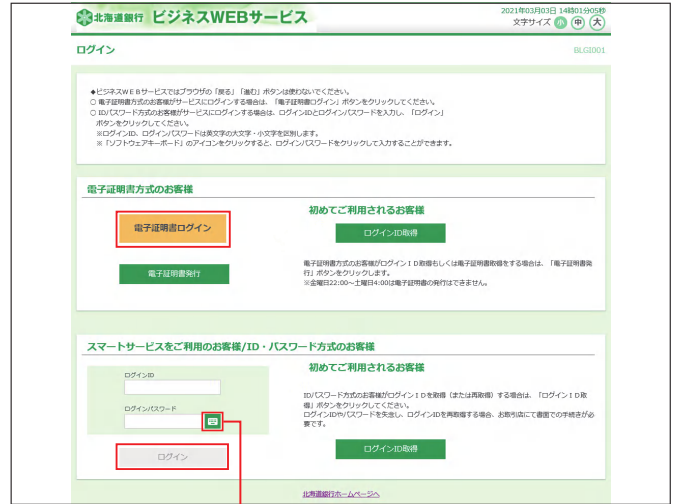 北海道銀行 ビジネスWEBサービス
2021年03月03日 14時01分05秒
文字サイズ 小 中 大
ログイン
BLGI001
◆ビジネスWEBサービスではブラウザの「戻る」「進む」ボタンは使わないでください。
○ 電子証明書方式のお客様がサービスにログインする場合は、「電子証明書ログイン」ボタンをクリックしてください。
○ ID/パスワード方式のお客様がサービスにログインする場合は、ログインIDとログインパスワードを入力し、「ログイン」
ボタンをクリックしてください。
※ログインID、ログインパスワードは英文字の大文字・小文字を区別します。
※「ソフトウェアキーボード」のアイコンをクリックすると、ログインパスワードをクリックして入力することができます。
電子証明書方式のお客様
電子証明書ログイン
電子証明書発行
初めてご利用されるお客様
ログインID取得
電子証明書方式のお客様がログインID取得もしくは電子証明書取得をする場合は、「電子証明書発
行」ボタンをクリックします。
※金曜日22:00～土曜日4:00は電子証明書の発行はできません。
スマートサービスをご利用のお客様/ID・パスワード方式のお客様
ログインID
ログインパスワード
ログイン
初めてご利用されるお客様
ID/パスワード方式のお客様がログインIDを取得（または再取得）する場合は、「ログインID取
得」ボタンをクリックしてください。
ログインIDやパスワードを失念し、ログインIDを再取得する場合、お取引店にて書面での手続きが必
要です。
ログインID取得
北海道銀行ホームページへ